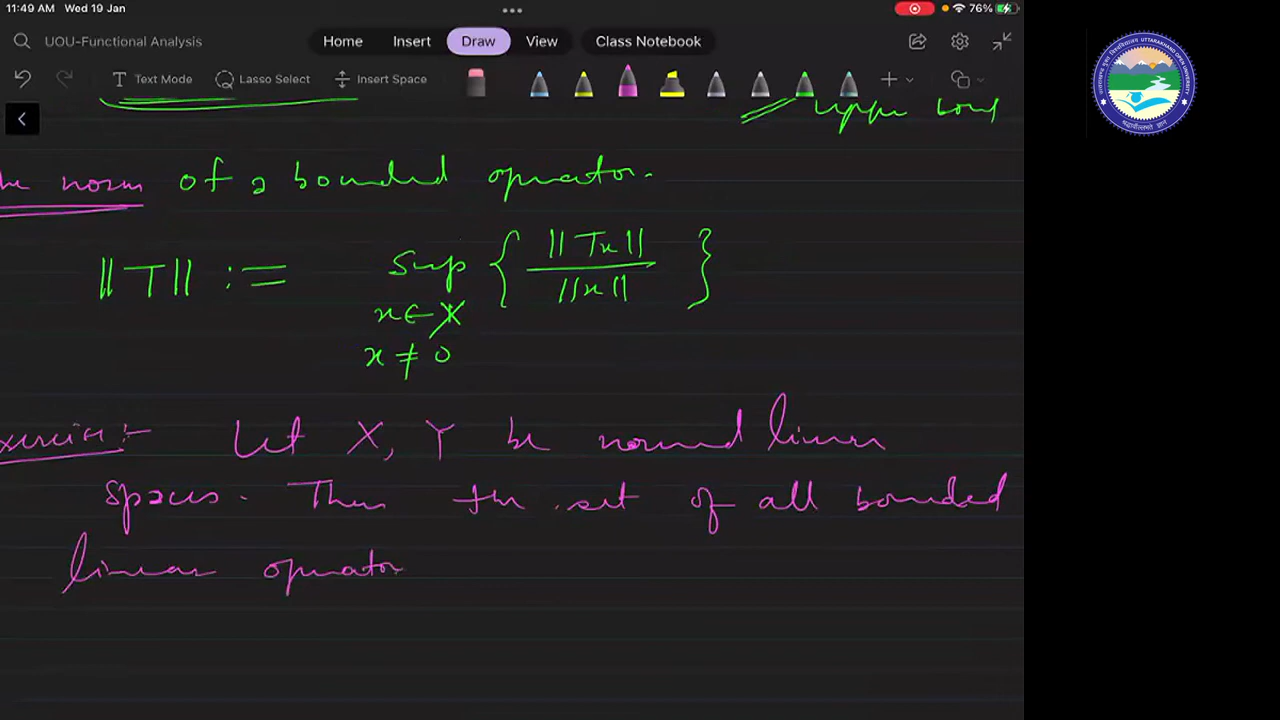 11:49 AM Wed 19 Jan
76%
UOU-Functional Analysis
Home Insert Draw View Class Notebook
Text Mode Lasso Select Insert Space
upper
he norm of a bounded operator.
||T|| := Sup { ||Tx|| / ||x|| }
x ∈ X
x ≠ 0
xercise :- Let X, Y be normed linear
spaces. Then the set of all bounded
linear operator